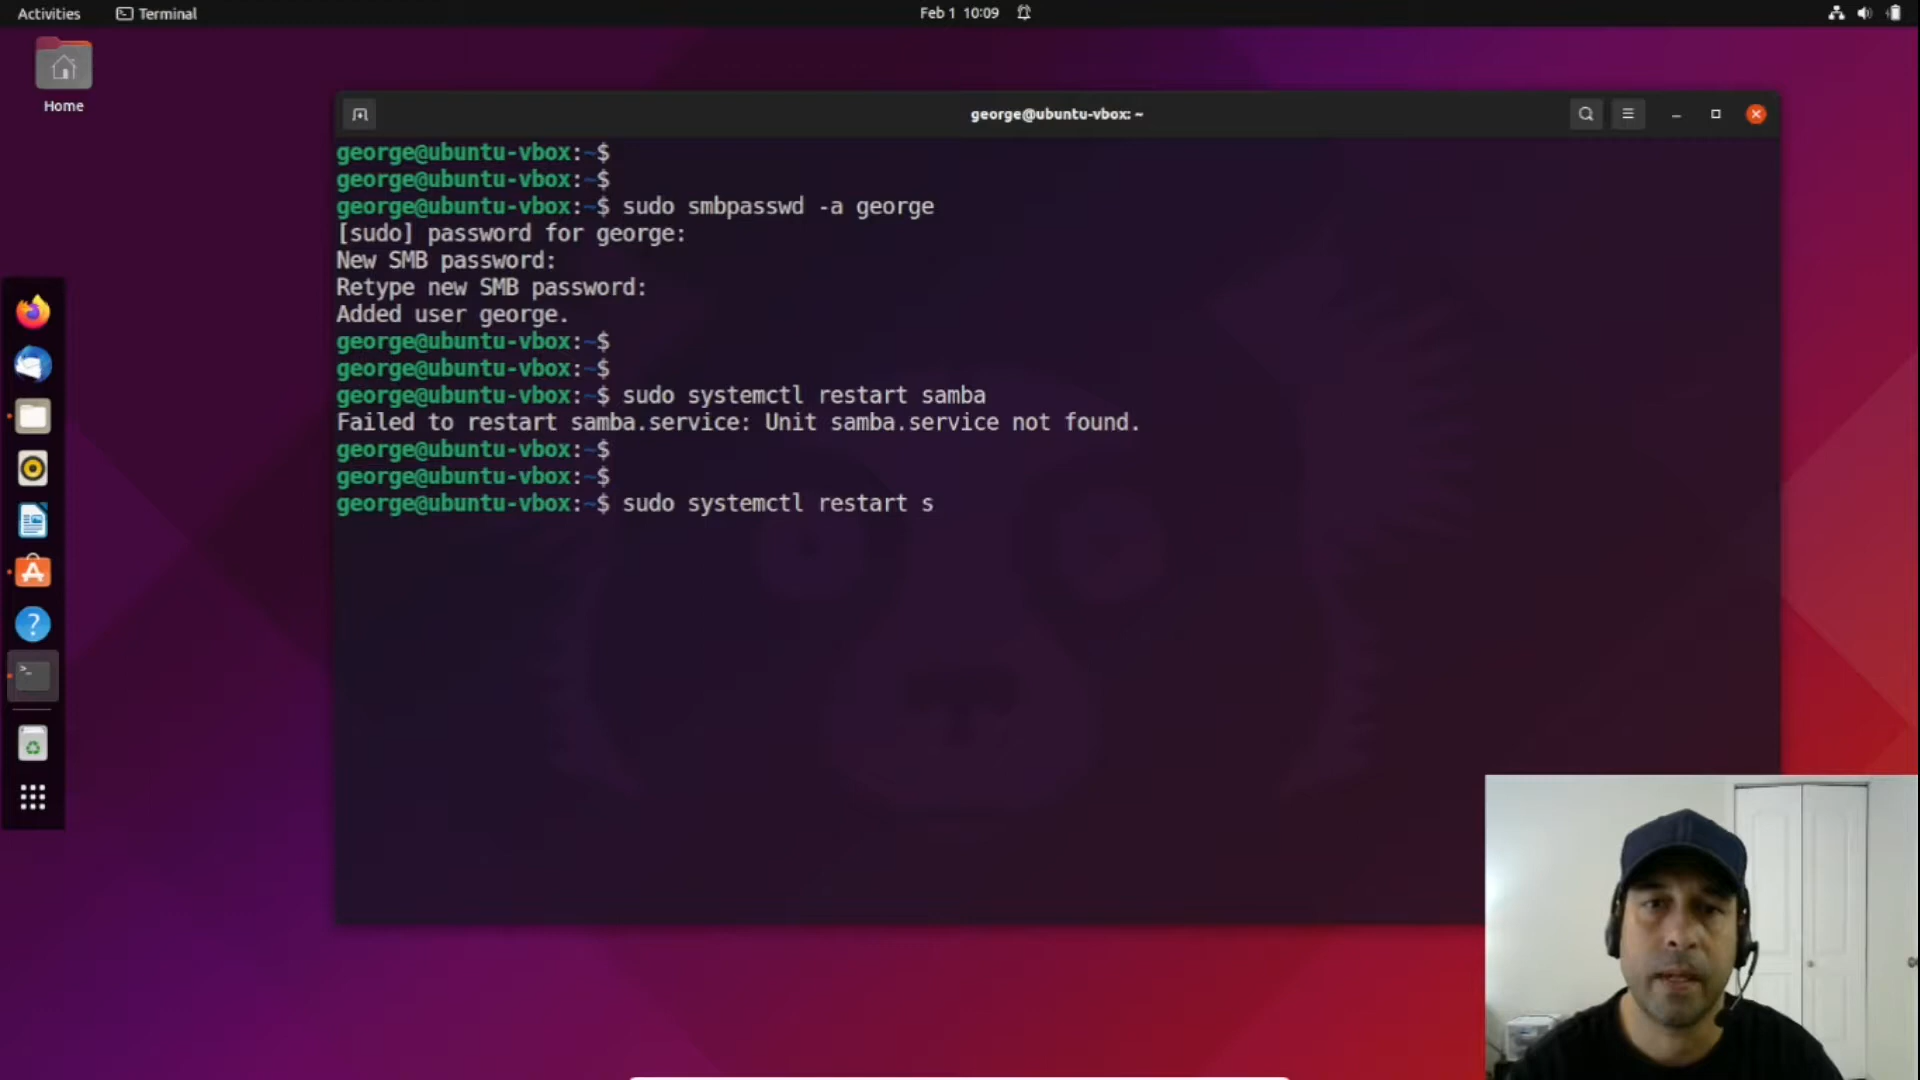 Activities Terminal Feb 1 10:09
Home
george@ubuntu-vbox: ~
george@ubuntu-vbox:~$
george@ubuntu-vbox:~$
george@ubuntu-vbox:~$ sudo smbpasswd -a george
[sudo] password for george:
New SMB password:
Retype new SMB password:
Added user george.
george@ubuntu-vbox:~$
george@ubuntu-vbox:~$
george@ubuntu-vbox:~$ sudo systemctl restart samba
Failed to restart samba.service: Unit samba.service not found.
george@ubuntu-vbox:~$
george@ubuntu-vbox:~$
george@ubuntu-vbox:~$ sudo systemctl restart s